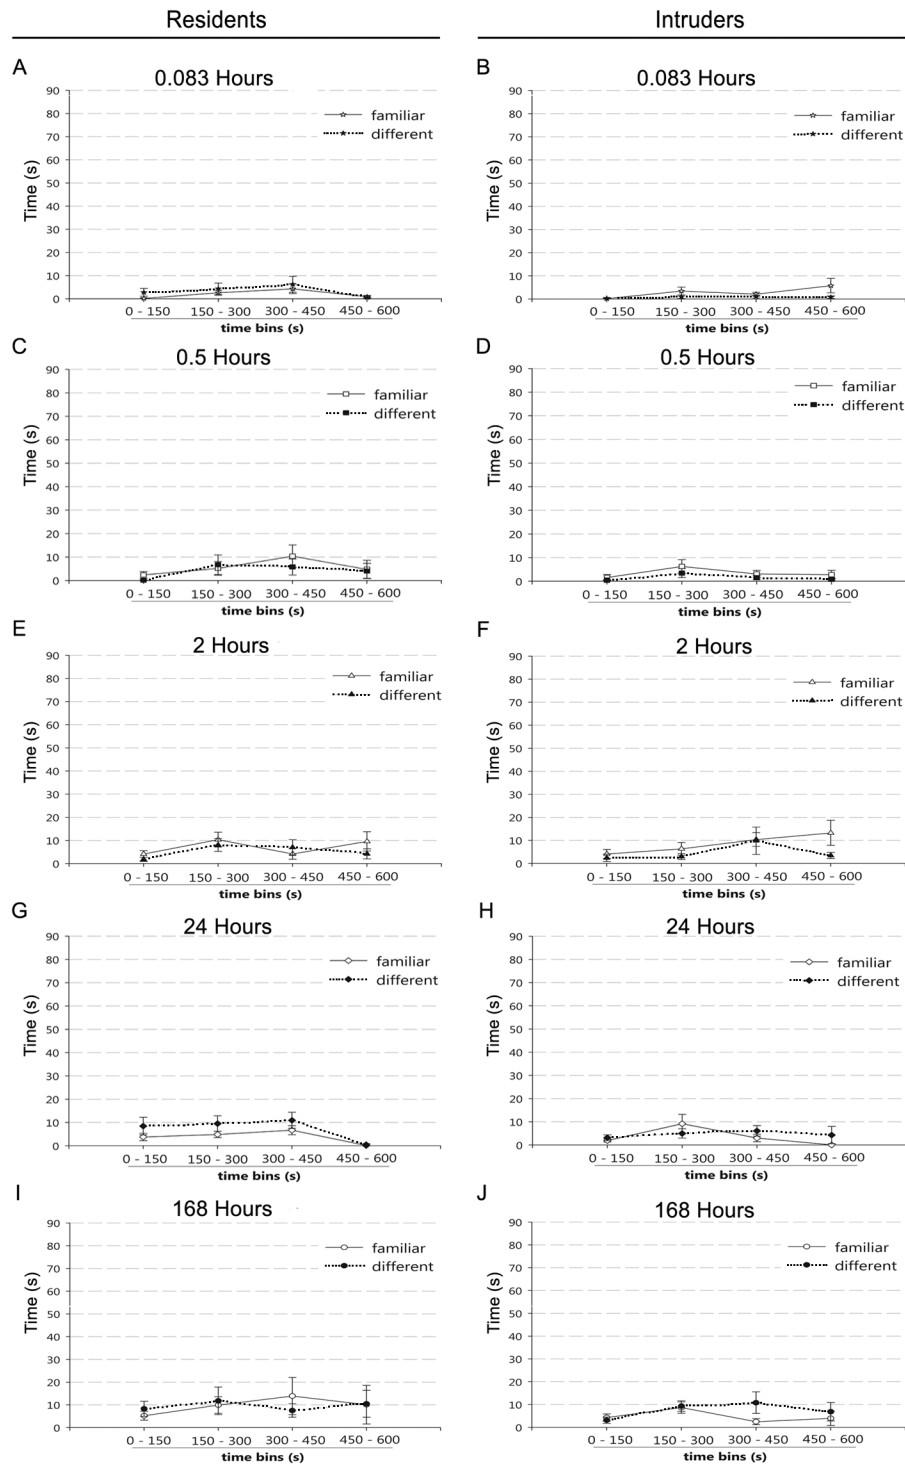 Residents
Intruders
A
0.083 Hours
90
80
70
60
50
40
30
20
10
0
Time (s)
familiar
different
0 - 150
150 - 300
300 - 450
450 - 600
time bins (s)
B
0.083 Hours
90
80
70
60
50
40
30
20
10
0
Time (s)
familiar
different
0 - 150
150 - 300
300 - 450
450 - 600
time bins (s)
C
0.5 Hours
90
80
70
60
50
40
30
20
10
0
Time (s)
familiar
different
0 - 150
150 - 300
300 - 450
450 - 600
time bins (s)
D
0.5 Hours
90
80
70
60
50
40
30
20
10
0
Time (s)
familiar
different
0 - 150
150 - 300
300 - 450
450 - 600
time bins (s)
E
2 Hours
90
80
70
60
50
40
30
20
10
0
Time (s)
familiar
different
0 - 150
150 - 300
300 - 450
450 - 600
time bins (s)
F
2 Hours
90
80
70
60
50
40
30
20
10
0
Time (s)
familiar
different
0 - 150
150 - 300
300 - 450
450 - 600
time bins (s)
G
24 Hours
90
80
70
60
50
40
30
20
10
0
Time (s)
familiar
different
0 - 150
150 - 300
300 - 450
450 - 600
time bins (s)
H
24 Hours
90
80
70
60
50
40
30
20
10
0
Time (s)
familiar
different
0 - 150
150 - 300
300 - 450
450 - 600
time bins (s)
I
168 Hours
90
80
70
60
50
40
30
20
10
0
Time (s)
familiar
different
0 - 150
150 - 300
300 - 450
450 - 600
time bins (s)
J
168 Hours
90
80
70
60
50
40
30
20
10
0
Time (s)
familiar
different
0 - 150
150 - 300
300 - 450
450 - 600
time bins (s)